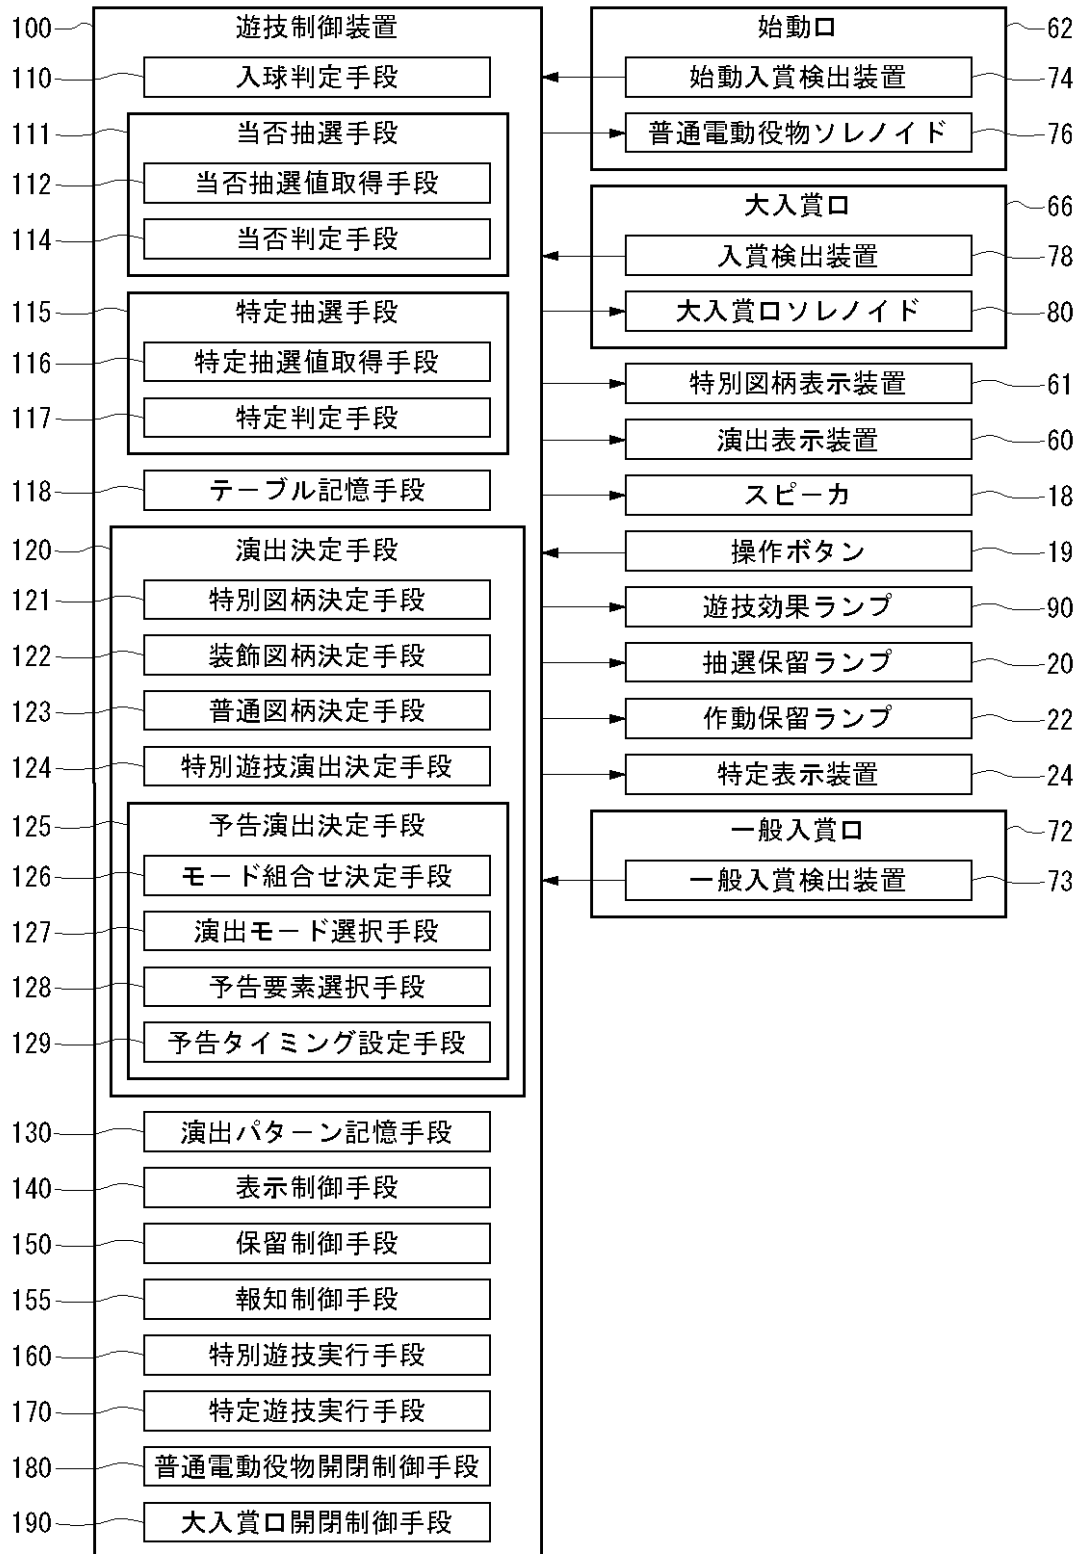 100 遊技制御装置
110 入球判定手段
111 当否抽選手段
112 当否抽選値取得手段
114 当否判定手段
115 特定抽選手段
116 特定抽選値取得手段
117 特定判定手段
118 テーブル記憶手段
120 演出決定手段
121 特別図柄決定手段
122 装飾図柄決定手段
123 普通図柄決定手段
124 特別遊技演出決定手段
125 予告演出決定手段
126 モード組合せ決定手段
127 演出モード選択手段
128 予告要素選択手段
129 予告タイミング設定手段
130 演出パターン記憶手段
140 表示制御手段
150 保留制御手段
155 報知制御手段
160 特別遊技実行手段
170 特定遊技実行手段
180 普通電動役物開閉制御手段
190 大入賞口開閉制御手段
始動口 62
始動入賞検出装置 74
普通電動役物ソレノイド 76
大入賞口 66
入賞検出装置 78
大入賞口ソレノイド 80
特別図柄表示装置 61
演出表示装置 60
スピーカ 18
操作ボタン 19
遊技効果ランプ 90
抽選保留ランプ 20
作動保留ランプ 22
特定表示装置 24
一般入賞口 72
一般入賞検出装置 73